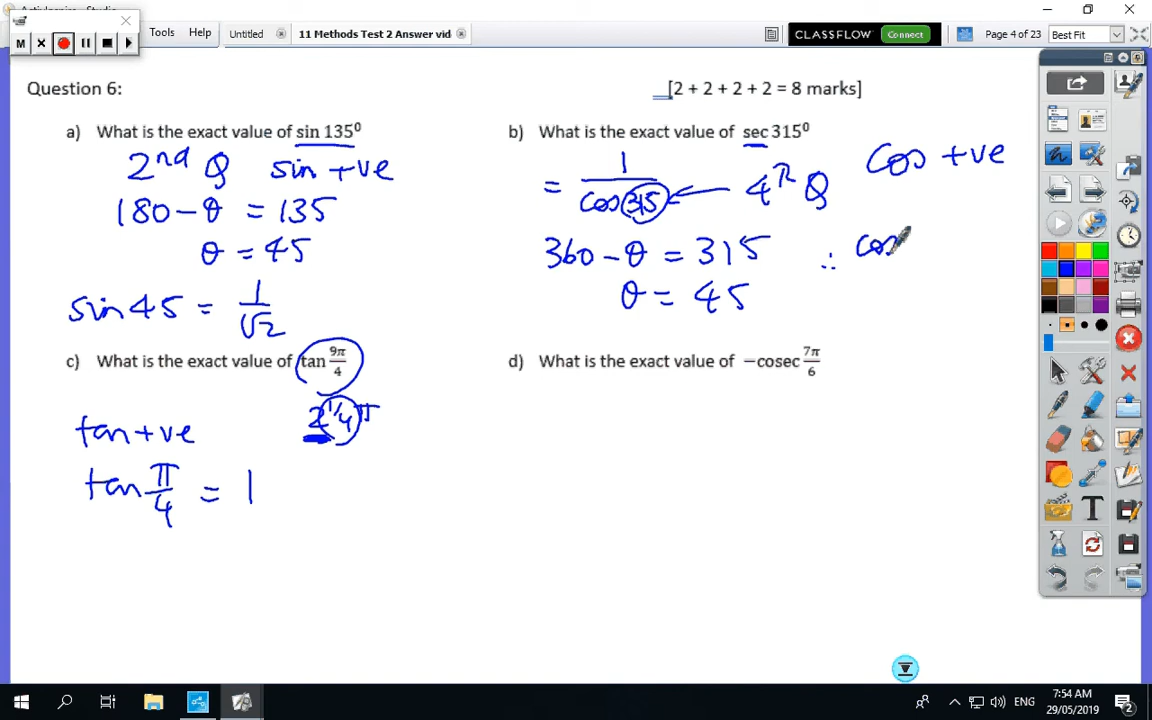 Tools Help Untitled 11 Methods Test 2 Answer vid CLASSFLOW Connect Page 4 of 23 Best Fit
M
Question 6: [2 + 2 + 2 + 2 = 8 marks]
a) What is the exact value of sin 135⁰
2nd Q sin +ve
180 − θ = 135
θ = 45
sin 45 = 1/√2
b) What is the exact value of sec 315⁰
= 1/cos 315 ← 4th Q cos +ve
360 − θ = 315 ∴ cos
θ = 45
c) What is the exact value of tan 9π/4
2 1/4 π
tan +ve
tan π/4 = 1
d) What is the exact value of −cosec 7π/6
ENG 7:54 AM
29/05/2019 2